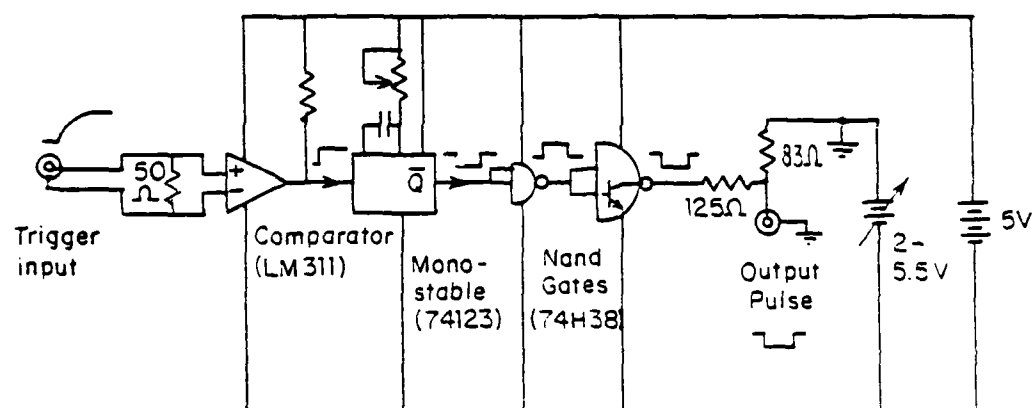 50
Ω
+
−
Trigger
input
Comparator
(LM311)
Q̅
Mono-
stable
(74123)
Nand
Gates
(74H38)
125Ω
83Ω
Output
Pulse
2-
5.5V
5V